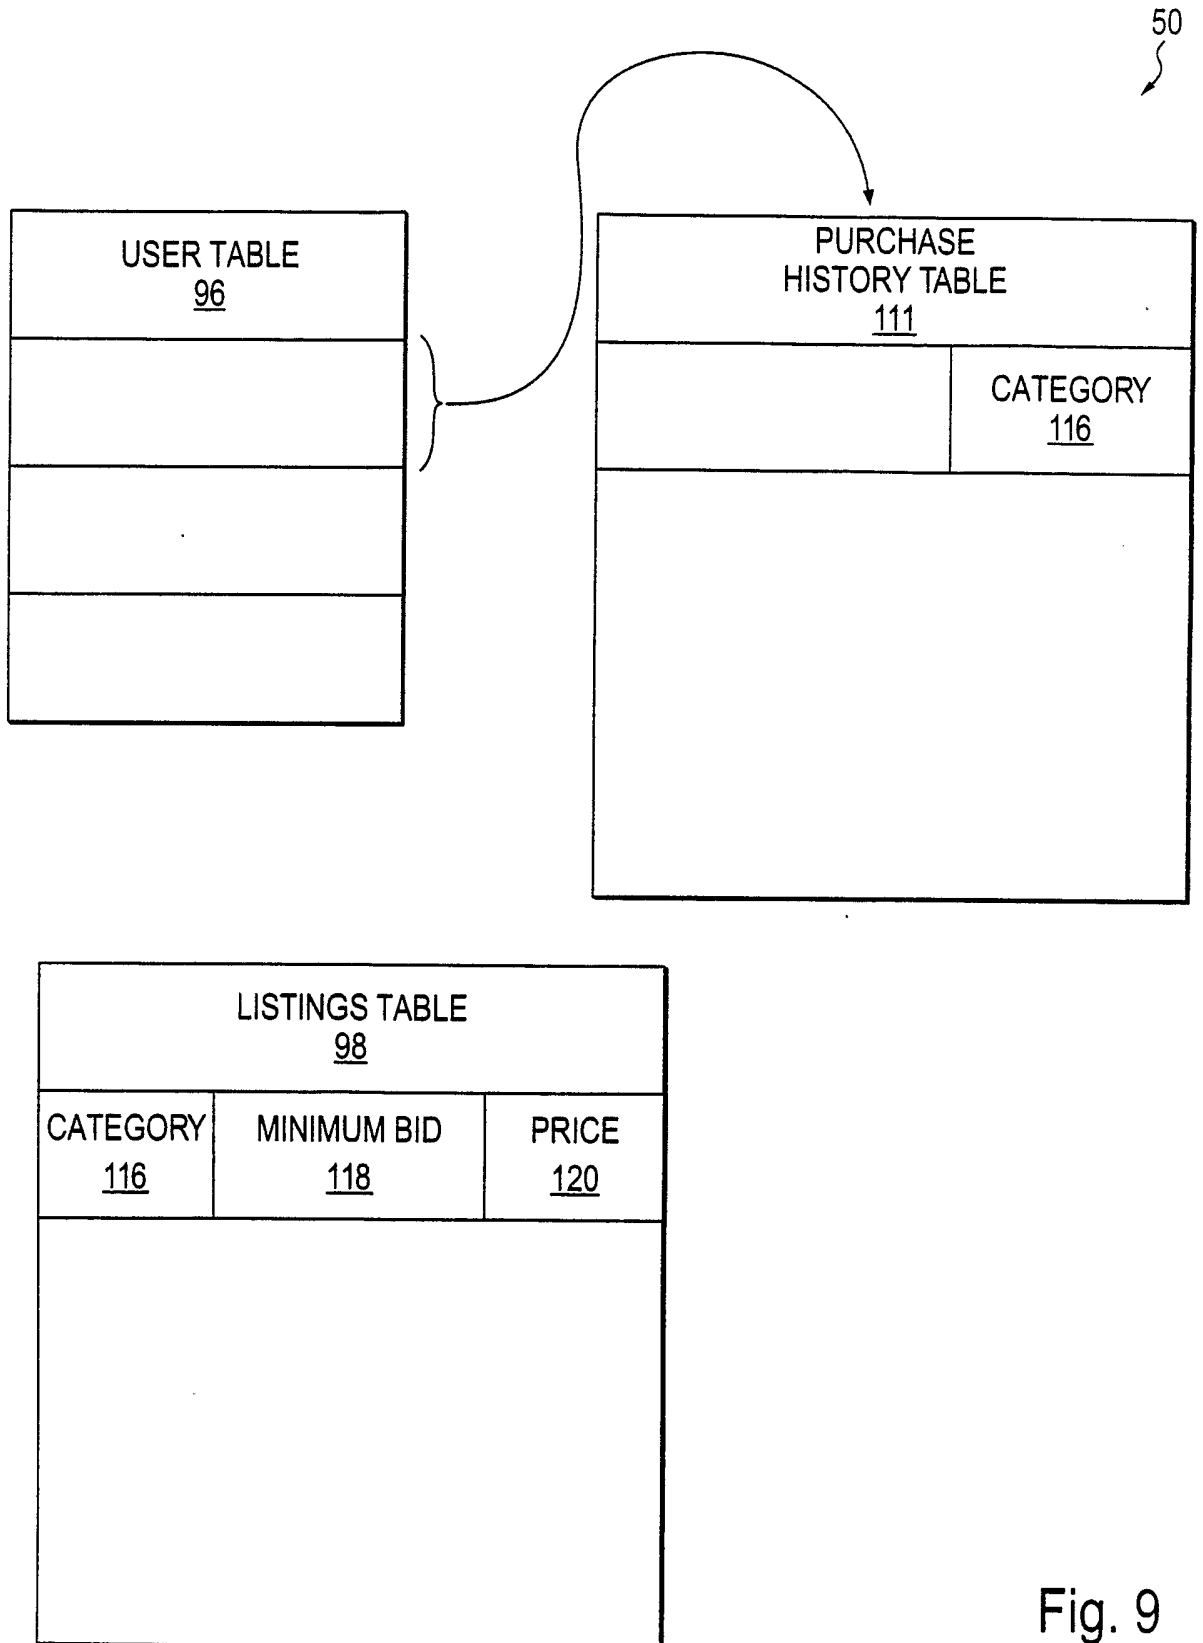 50
USER TABLE
96
PURCHASE
HISTORY TABLE
111
CATEGORY
116
LISTINGS TABLE
98
CATEGORY
116
MINIMUM BID
118
PRICE
120
Fig. 9